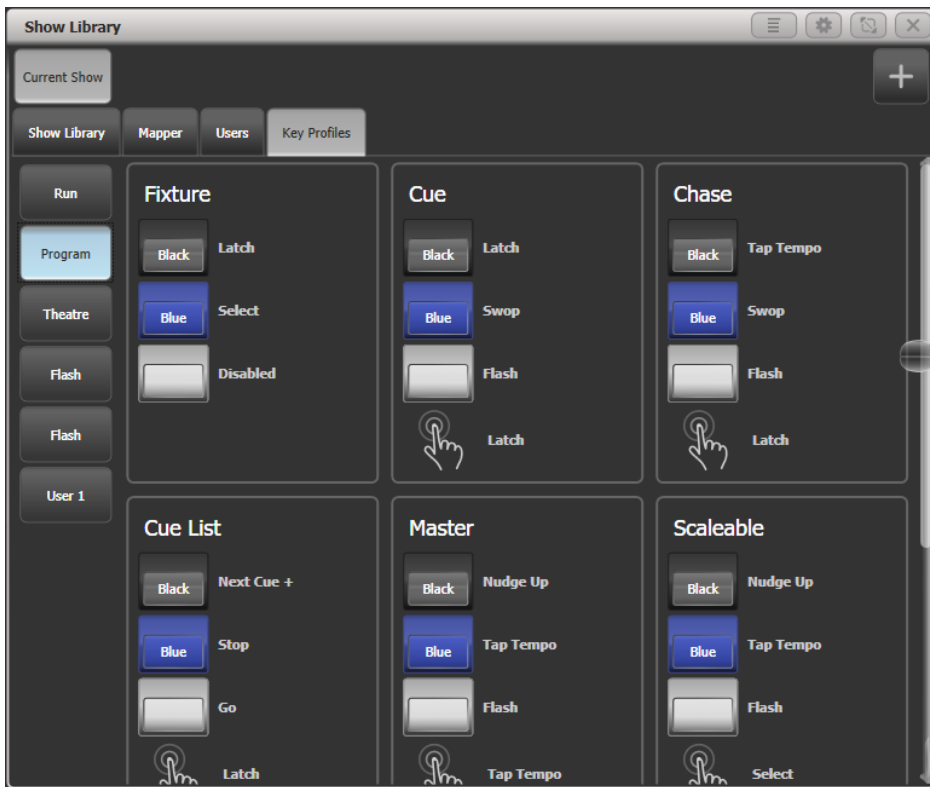 Show Library
Current Show
Show Library Mapper Users Key Profiles
Run
Program
Theatre
Flash
Flash
User 1
Fixture
Black Latch
Blue Select
Disabled
Cue
Black Latch
Blue Swop
Flash
Latch
Chase
Black Tap Tempo
Blue Swop
Flash
Latch
Cue List
Black Next Cue +
Blue Stop
Go
Latch
Master
Black Nudge Up
Blue Tap Tempo
Flash
Tap Tempo
Scaleable
Black Nudge Up
Blue Tap Tempo
Flash
Select